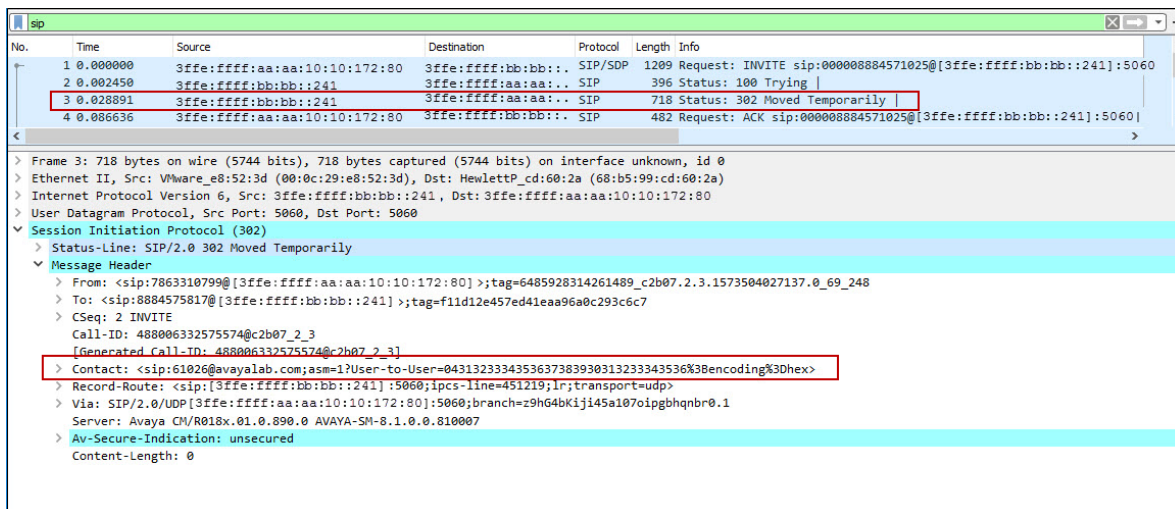 sip
No. Time Source Destination Protocol Length Info
1 0.000000 3ffe:ffff:aa:aa:10:10:172:80 3ffe:ffff:bb:bb::. SIP/SDP 1209 Request: INVITE sip:000008884571025@[3ffe:ffff:bb:bb::241]:5060
2 0.002450 3ffe:ffff:bb:bb::241 3ffe:ffff:aa:aa:.. SIP 396 Status: 100 Trying |
3 0.028891 3ffe:ffff:bb:bb::241 3ffe:ffff:aa:aa:.. SIP 718 Status: 302 Moved Temporarily |
4 0.086636 3ffe:ffff:aa:aa:10:10:172:80 3ffe:ffff:bb:bb::. SIP 482 Request: ACK sip:000008884571025@[3ffe:ffff:bb:bb::241]:5060|
Frame 3: 718 bytes on wire (5744 bits), 718 bytes captured (5744 bits) on interface unknown, id 0
Ethernet II, Src: VMware_e8:52:3d (00:0c:29:e8:52:3d), Dst: HewlettP_cd:60:2a (68:b5:99:cd:60:2a)
Internet Protocol Version 6, Src: 3ffe:ffff:bb:bb::241, Dst: 3ffe:ffff:aa:aa:10:10:172:80
User Datagram Protocol, Src Port: 5060, Dst Port: 5060
Session Initiation Protocol (302)
Status-Line: SIP/2.0 302 Moved Temporarily
Message Header
From: <sip:7863310799@[3ffe:ffff:aa:aa:10:10:172:80]>;tag=6485928314261489_c2b07.2.3.1573504027137.0_69_248
To: <sip:8884575817@[3ffe:ffff:bb:bb::241]>;tag=f11d12e457ed41eaa96a0c293c6c7
CSeq: 2 INVITE
Call-ID: 488006332575574@c2b07_2_3
[Generated Call-ID: 488006332575574@c2b07_2_3]
Contact: <sip:61026@avayalab.com;asm=1?User-to-User=0431323334353637383930313233343536%3Bencoding%3Dhex>
Record-Route: <sip:[3ffe:ffff:bb:bb::241]:5060;ipcs-line=451219;lr;transport=udp>
Via: SIP/2.0/UDP[3ffe:ffff:aa:aa:10:10:172:80]:5060;branch=z9hG4bKiji45a107oipgbhqnbr0.1
Server: Avaya CM/R018x.01.0.890.0 AVAYA-SM-8.1.0.0.810007
Av-Secure-Indication: unsecured
Content-Length: 0